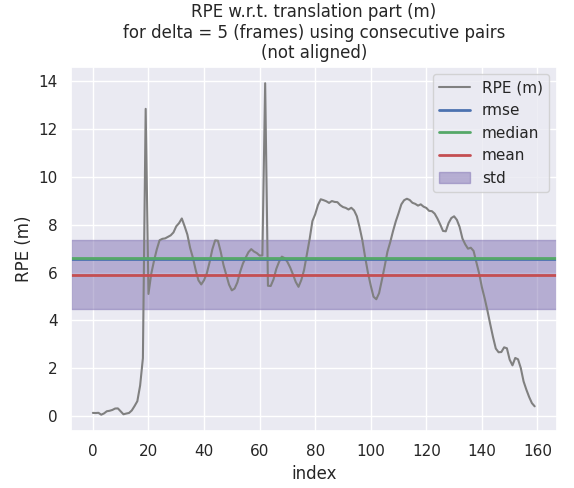 RPE w.r.t. translation part (m)
for delta = 5 (frames) using consecutive pairs
(not aligned)
RPE (m)
rmse
median
mean
std
14
12
10
8
6
4
2
0
RPE (m)
0
20
40
60
80
100
120
140
160
index